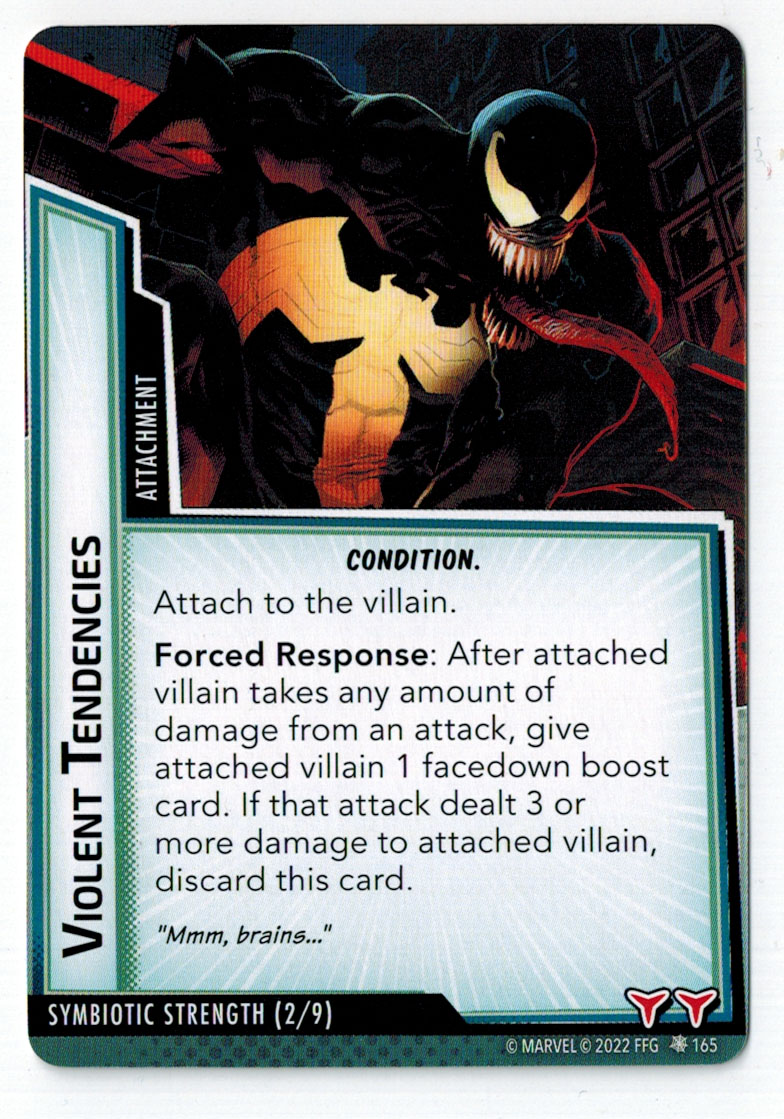 ATTACHMENT
VIOLENT TENDENCIES
CONDITION.
Attach to the villain.
Forced Response: After attached
villain takes any amount of
damage from an attack, give
attached villain 1 facedown boost
card. If that attack dealt 3 or
more damage to attached villain,
discard this card.
"Mmm, brains..."
SYMBIOTIC STRENGTH (2/9)
© MARVEL © 2022 FFG 165